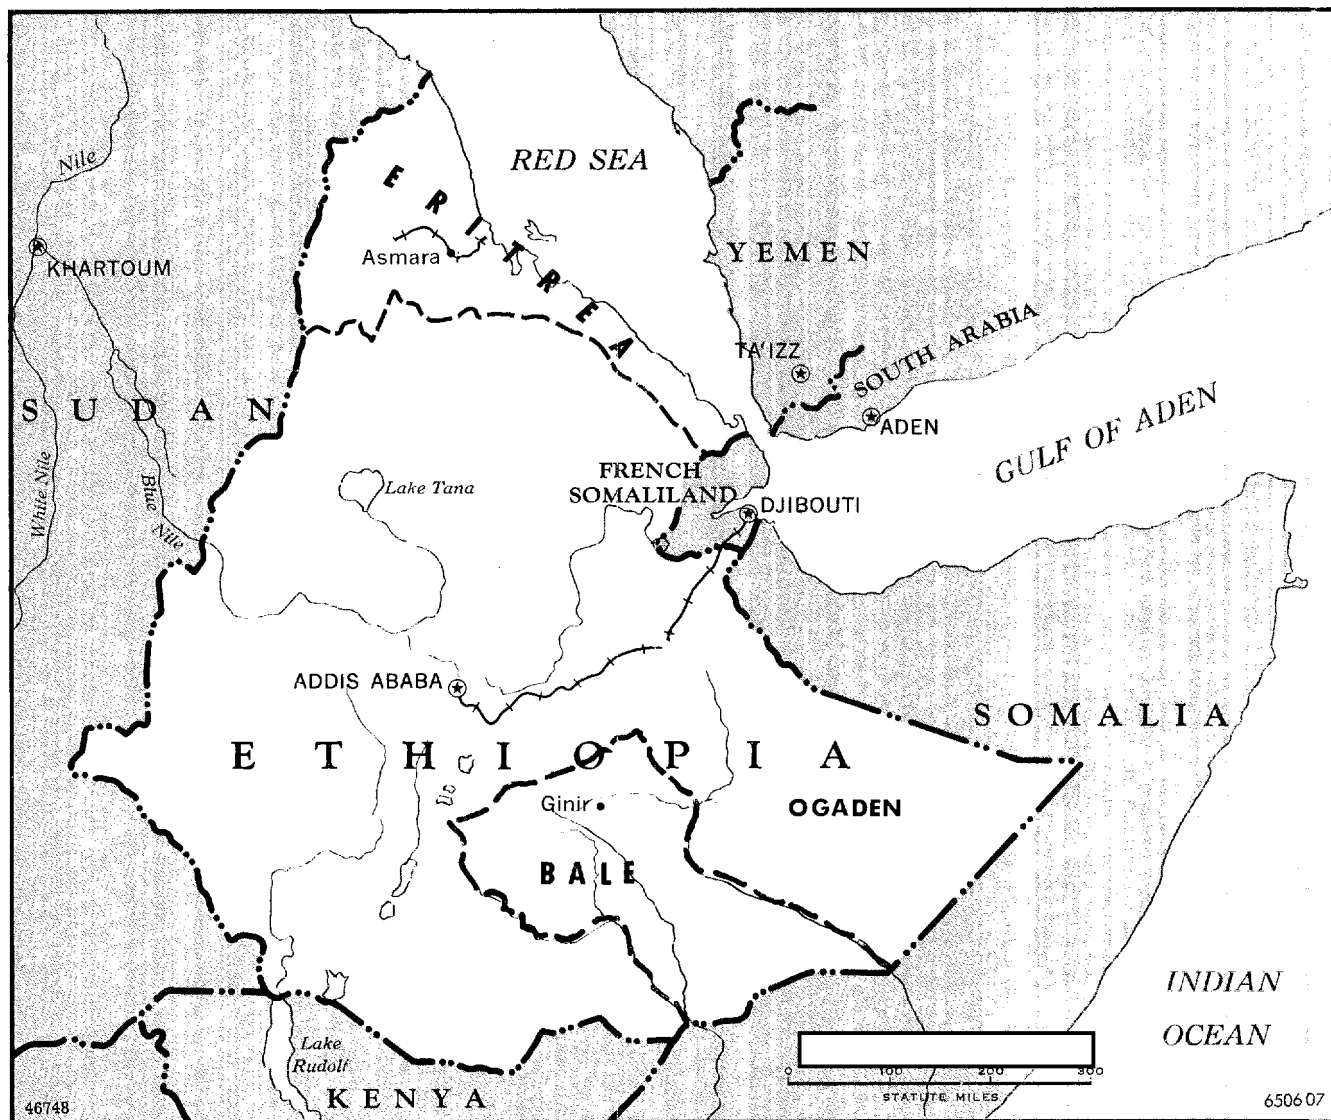 RED SEA
Nile
ERITREA
Asmara
KHARTOUM
YEMEN
TA'IZZ
SOUTH ARABIA
ADEN
GULF OF ADEN
SUDAN
White Nile
Blue
Nile
Lake Tana
FRENCH
SOMALILAND
DJIBOUTI
ADDIS ABABA
SOMALIA
ETHIOPIA
Ginir
OGADEN
BALE
INDIAN
OCEAN
Lake
Rudolf
KENYA
0 100 200 300
STATUTE MILES
46748
6506 07